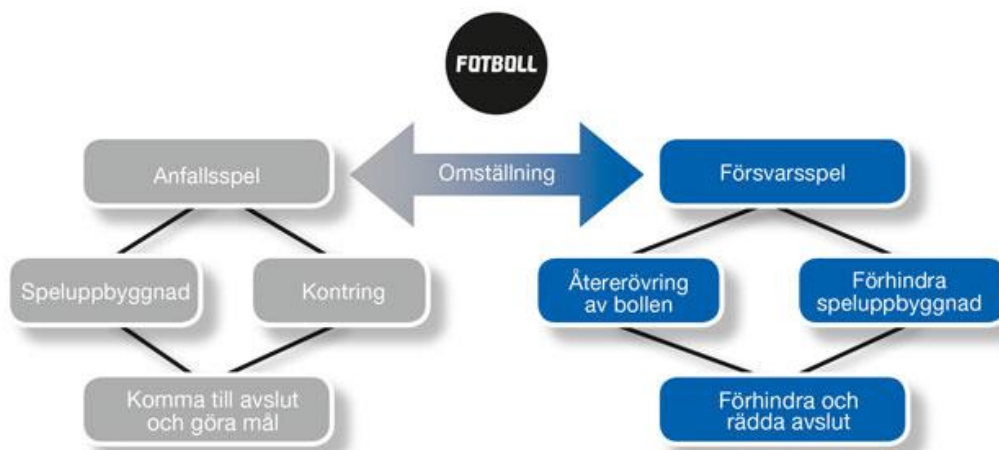 FOTBOLL
Anfallsspel
Omställning
Försvarsspel
Speluppbyggnad
Kontring
Återerövring
av bollen
Förhindra
speluppbyggnad
Komma till avslut
och göra mål
Förhindra och
rädda avslut